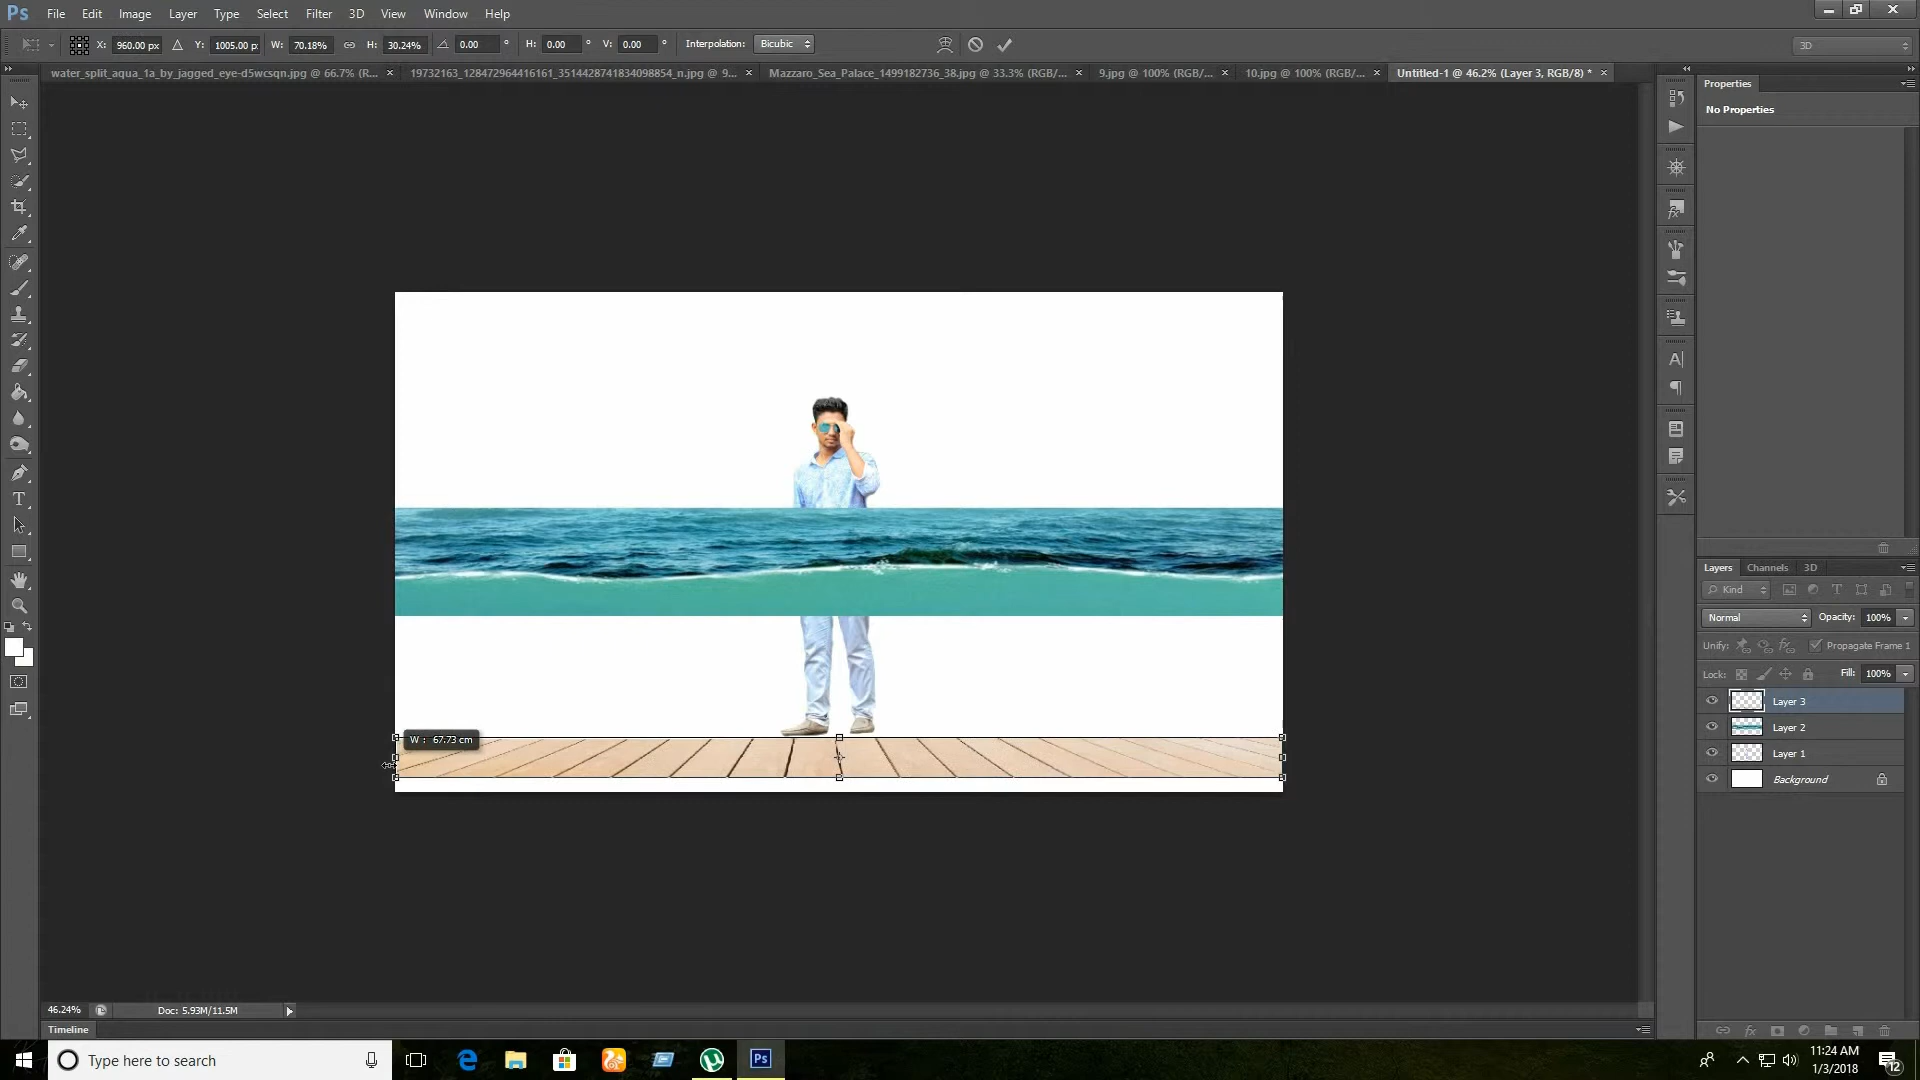 Ps File Edit Image Layer Type Select Filter 3D View Window Help
X: 960.00 px Y: 1005.00 p: W: 70.18% H: 30.24% 0.00 ° H: 0.00 ° V: 0.00 ° Interpolation: Bicubic 3D
water_split_aqua_1a_by_jagged_eye-d5wcsqn.jpg @ 66.7% (R... × 19732163_128472964416161_3514428741834098854_n.jpg @ 9... × Mazzaro_Sea_Palace_1499182736_38.jpg @ 33.3% (RGB/... × 9.jpg @ 100% (RGB/... × 10.jpg @ 100% (RGB/... × Untitled-1 @ 46.2% (Layer 3, RGB/8) * ×
Properties
No Properties
W : 67.73 cm
Layers Channels 3D
Kind
Normal Opacity: 100%
Unify: Propagate Frame 1
Lock: Fill: 100%
Layer 3
Layer 2
Layer 1
Background
46.24% Doc: 5.93M/11.5M
Timeline
Type here to search
Ps
11:24 AM
1/3/2018
12